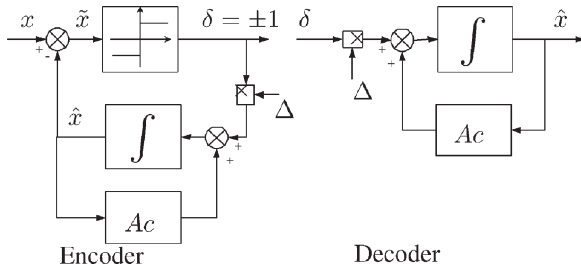 x + - x̃ δ = ±1
× Δ
x̂ ∫ + +
Ac
Encoder
δ × Δ + + ∫ x̂
Ac
Decoder